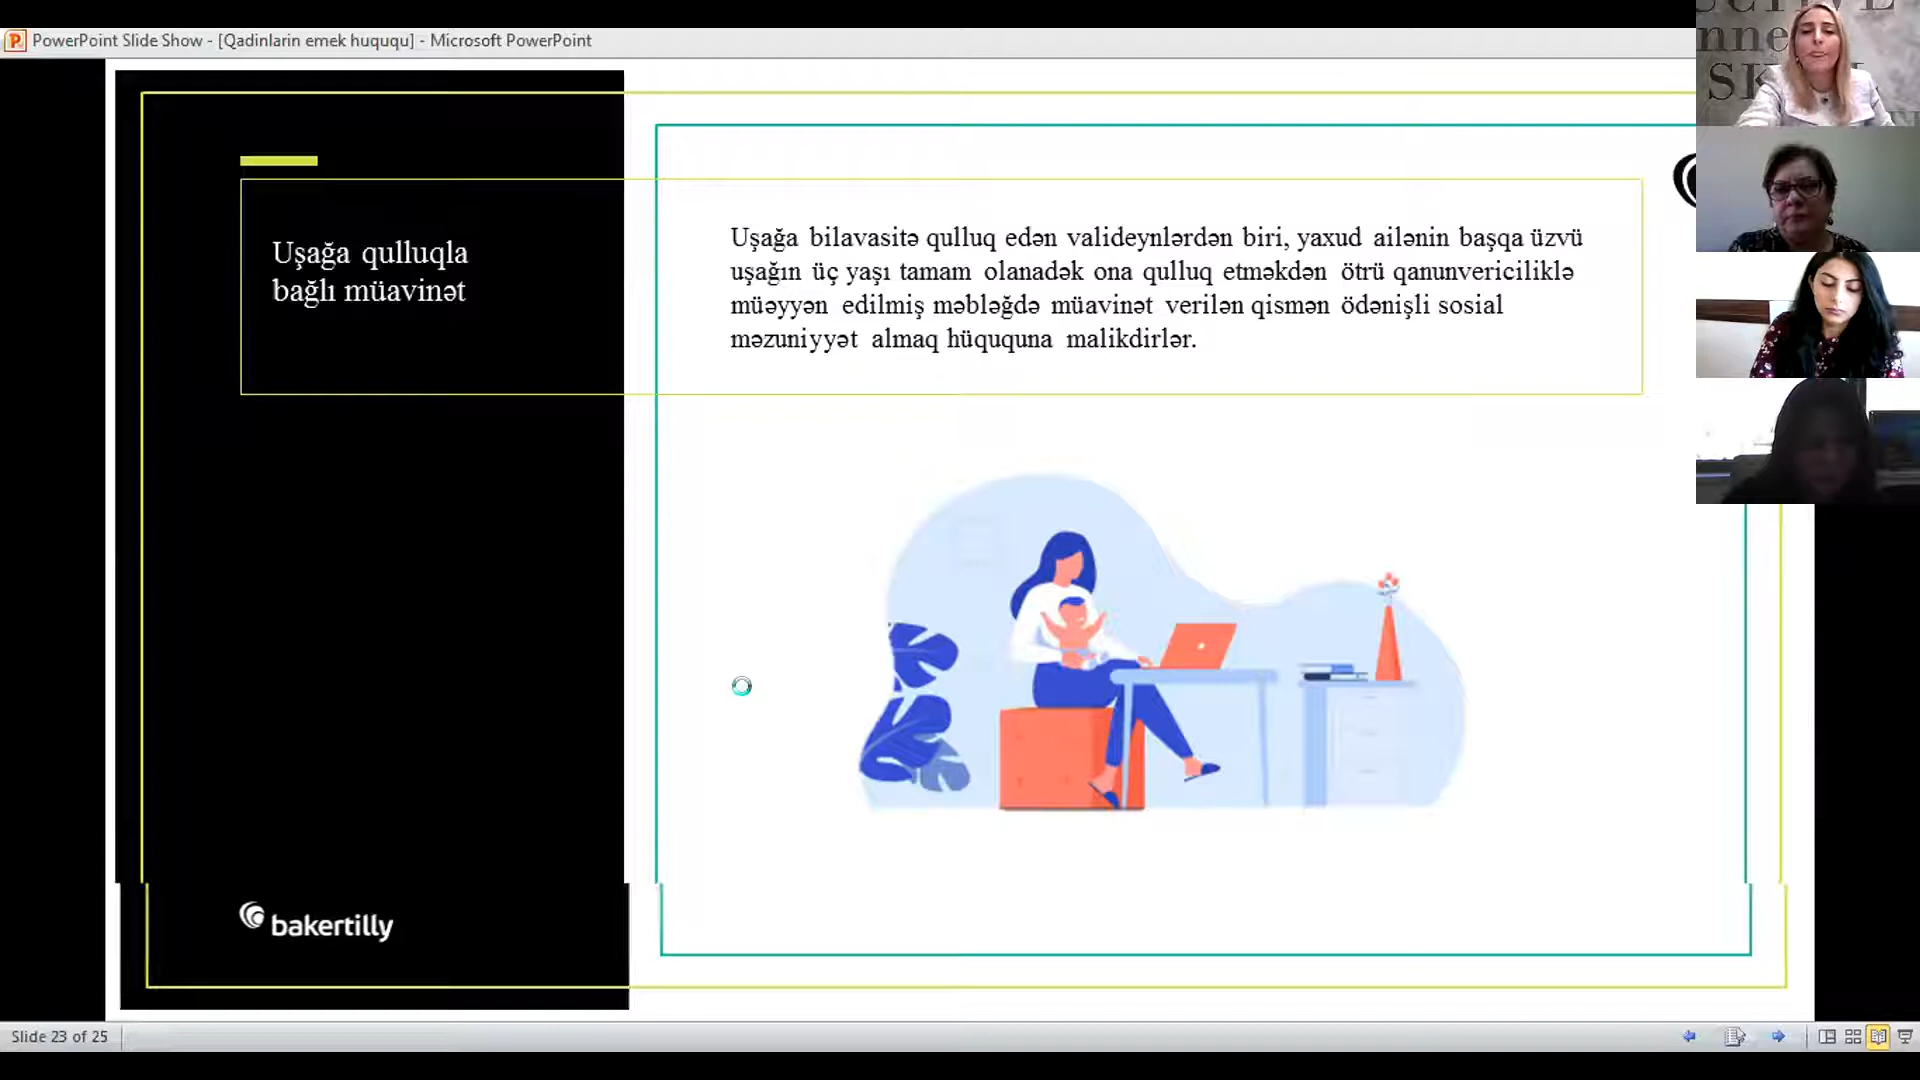 PowerPoint Slide Show - [Qadinlarin emek huququ] - Microsoft PowerPoint
Uşağa qulluqla
bağlı müavinət
Uşağa bilavasitə qulluq edən valideynlərdən biri, yaxud ailənin başqa üzvü
uşağın üç yaşı tamam olanadək ona qulluq etməkdən ötrü qanunvericiliklə
müəyyən edilmiş məbləğdə müavinət verilən qismən ödənişli sosial
məzuniyyət almaq hüququna malikdirlər.
bakertilly
Slide 23 of 25